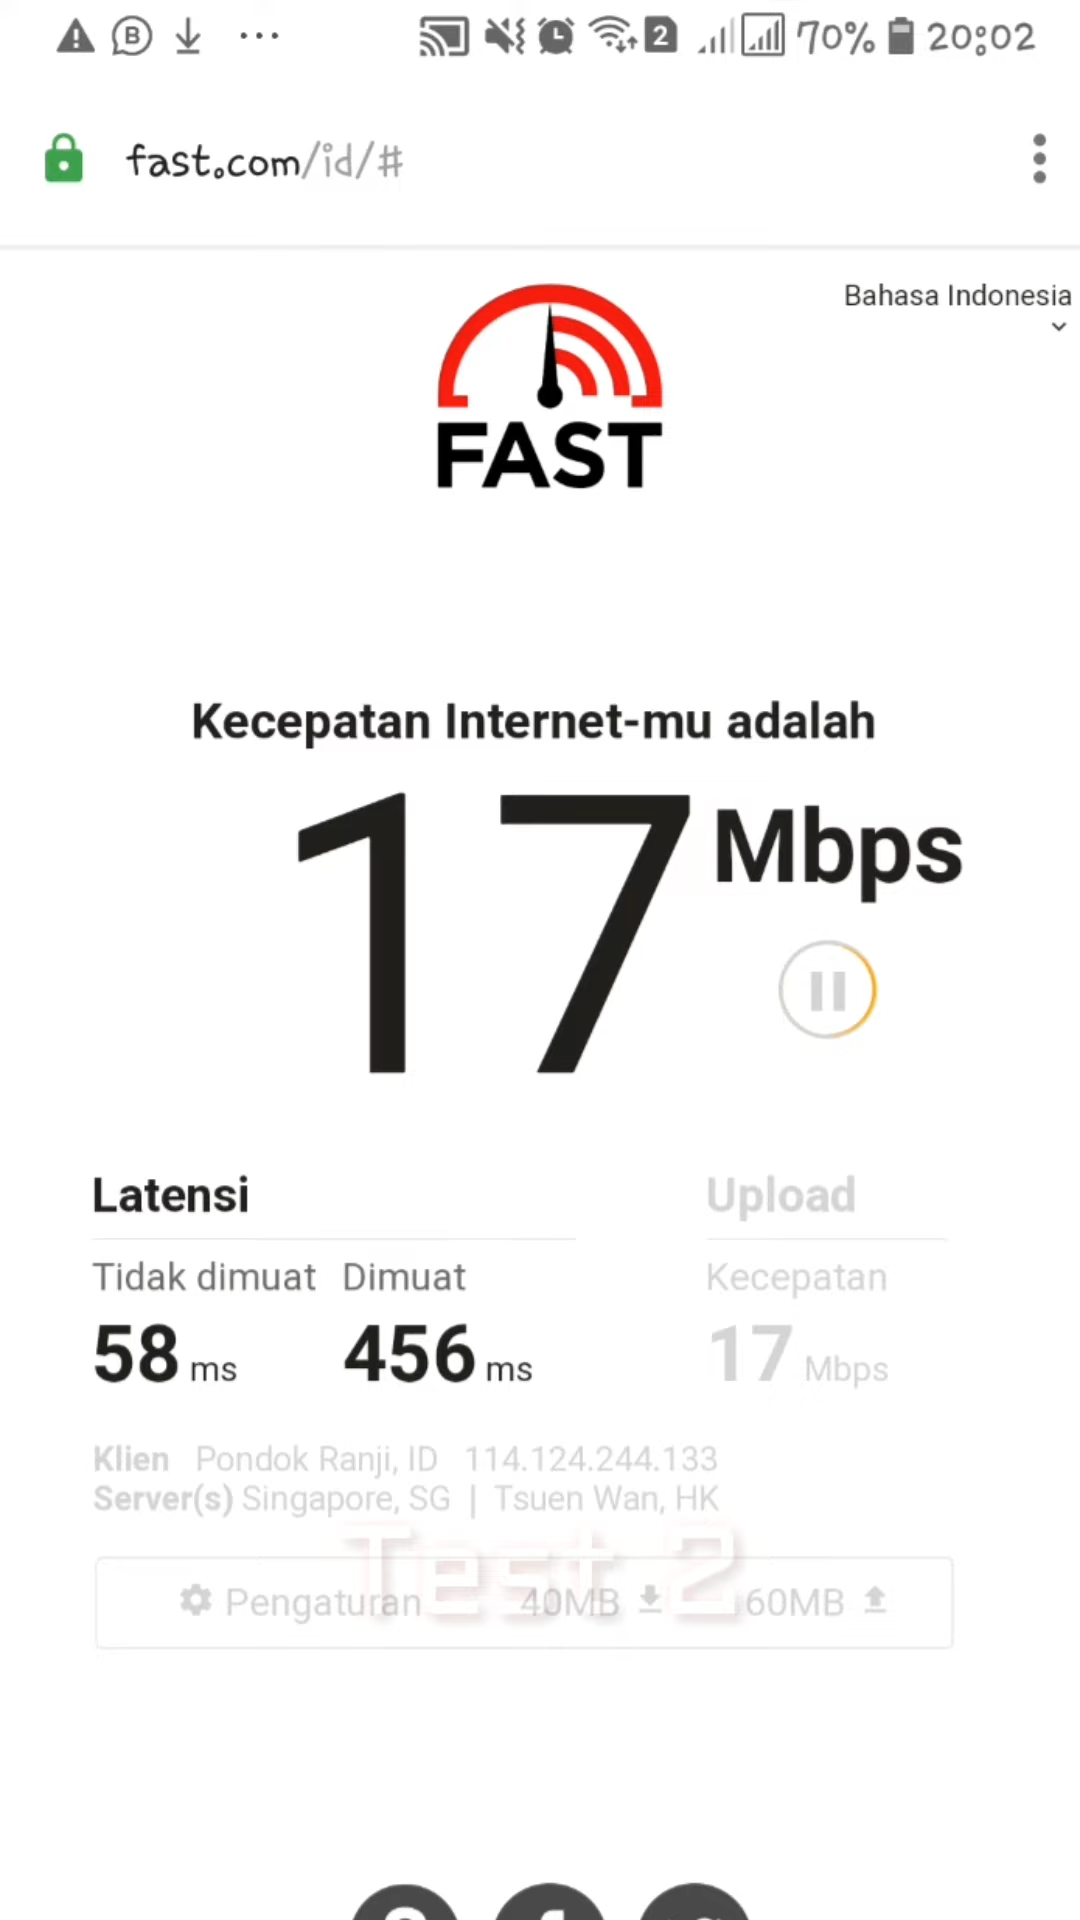 B 2 70% 20:02
fast.com/id/#
Bahasa Indonesia
FAST
Kecepatan Internet-mu adalah
17 Mbps
Latensi Upload
Tidak dimuat Dimuat Kecepatan
58 ms 456 ms 17 Mbps
Klien Pondok Ranji, ID 114.124.244.133
Server(s) Singapore, SG | Tsuen Wan, HK
Test 2
Pengaturan 40MB 60MB